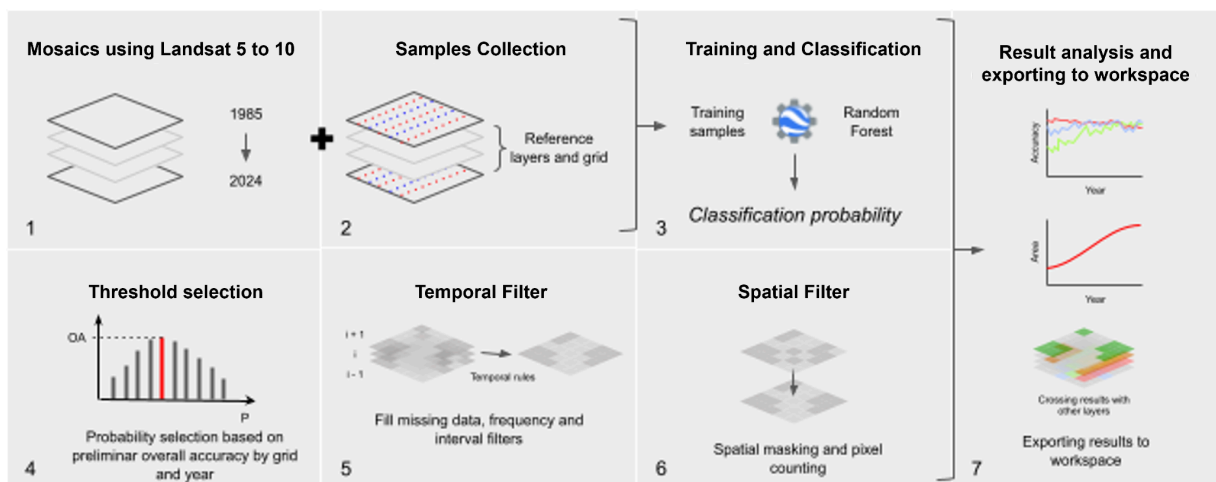 Mosaics using Landsat 5 to 10
1985
2024
1
Samples Collection
Reference
layers and grid
2
Training and Classification
Training
samples
Random
Forest
Classification probability
3
Threshold selection
OA
P
Probability selection based on
preliminar overall accuracy by grid
and year
4
Temporal Filter
i + 1
i
i - 1
Temporal rules
Fill missing data, frequency and
interval filters
5
Spatial Filter
Spatial masking and pixel
counting
6
Result analysis and
exporting to workspace
Accuracy
Year
Area
Year
Crossing results with
other layers
Exporting results to
workspace
7